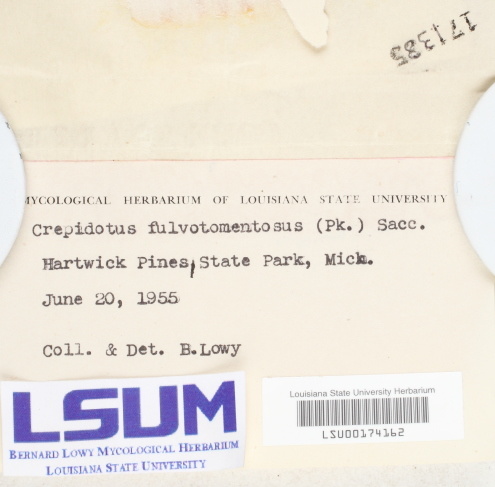 171385
MYCOLOGICAL HERBARIUM OF LOUISIANA STATE UNIVERSITY
Crepidotus fulvotomentosus (Pk.) Sacc.
Hartwick Pines, State Park, Mich.
June 20, 1955
Coll. & Det. B.Lowy
LSUM
BERNARD LOWY MYCOLOGICAL HERBARIUM
LOUISIANA STATE UNIVERSITY
Louisiana State University Herbarium
LSU00174162